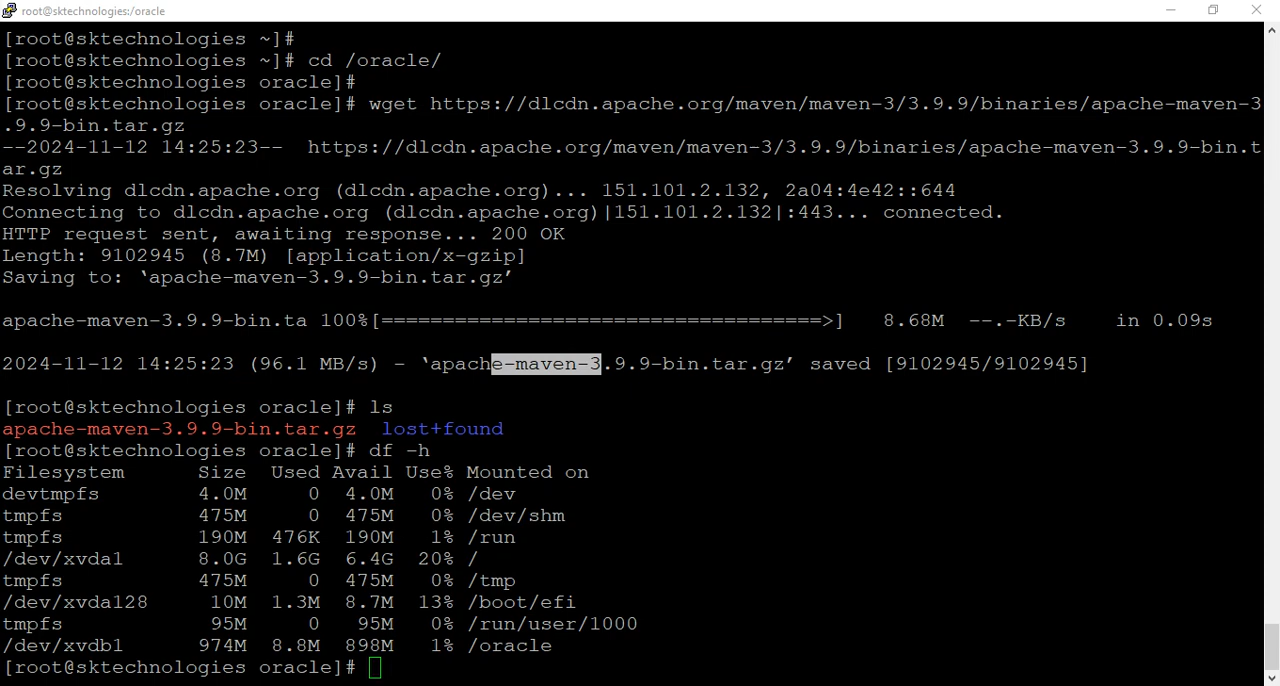 root@sktechnologies:/oracle
[root@sktechnologies ~]#
[root@sktechnologies ~]# cd /oracle/
[root@sktechnologies oracle]#
[root@sktechnologies oracle]# wget https://dlcdn.apache.org/maven/maven-3/3.9.9/binaries/apache-maven-3
.9.9-bin.tar.gz
--2024-11-12 14:25:23--  https://dlcdn.apache.org/maven/maven-3/3.9.9/binaries/apache-maven-3.9.9-bin.t
ar.gz
Resolving dlcdn.apache.org (dlcdn.apache.org)... 151.101.2.132, 2a04:4e42::644
Connecting to dlcdn.apache.org (dlcdn.apache.org)|151.101.2.132|:443... connected.
HTTP request sent, awaiting response... 200 OK
Length: 9102945 (8.7M) [application/x-gzip]
Saving to: ‘apache-maven-3.9.9-bin.tar.gz’
apache-maven-3.9.9-bin.ta 100%[====================================>]   8.68M  --.-KB/s    in 0.09s
2024-11-12 14:25:23 (96.1 MB/s) - ‘apache-maven-3.9.9-bin.tar.gz’ saved [9102945/9102945]
[root@sktechnologies oracle]# ls
apache-maven-3.9.9-bin.tar.gz  lost+found
[root@sktechnologies oracle]# df -h
Filesystem      Size  Used Avail Use% Mounted on
devtmpfs        4.0M     0  4.0M   0% /dev
tmpfs           475M     0  475M   0% /dev/shm
tmpfs           190M  476K  190M   1% /run
/dev/xvda1      8.0G  1.6G  6.4G  20% /
tmpfs           475M     0  475M   0% /tmp
/dev/xvda128     10M  1.3M  8.7M  13% /boot/efi
tmpfs            95M     0   95M   0% /run/user/1000
/dev/xvdb1      974M  8.8M  898M   1% /oracle
[root@sktechnologies oracle]#